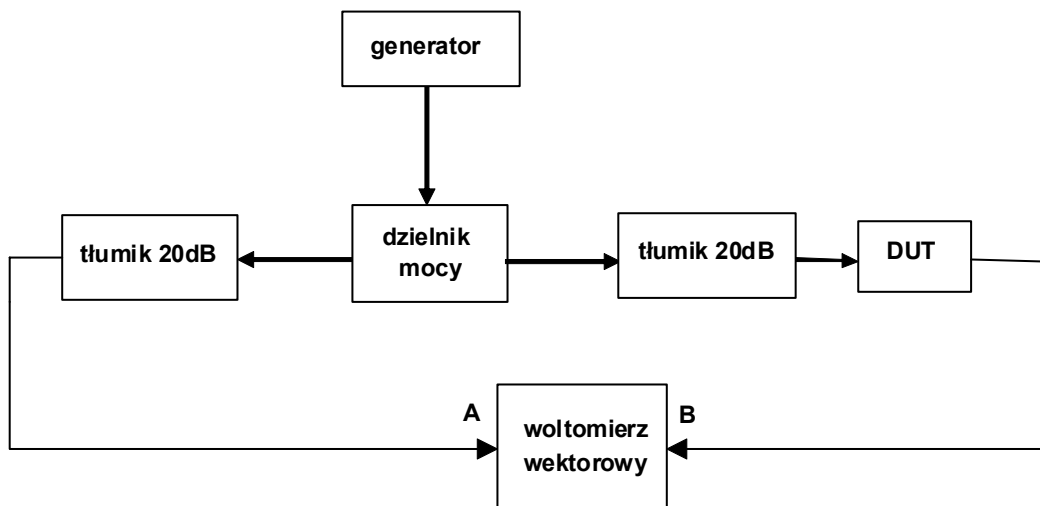 generator
tłumik 20dB
dzielnik
mocy
tłumik 20dB
DUT
A
woltomierz
wektorowy
B